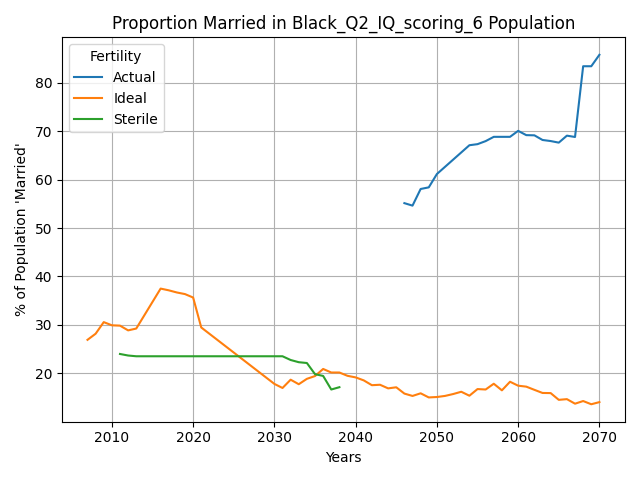 Proportion Married in Black_Q2_IQ_scoring_6 Population
Fertility
Actual
Ideal
Sterile
% of Population 'Married'
80
70
60
50
40
30
20
2010 2020 2030 2040 2050 2060 2070
Years